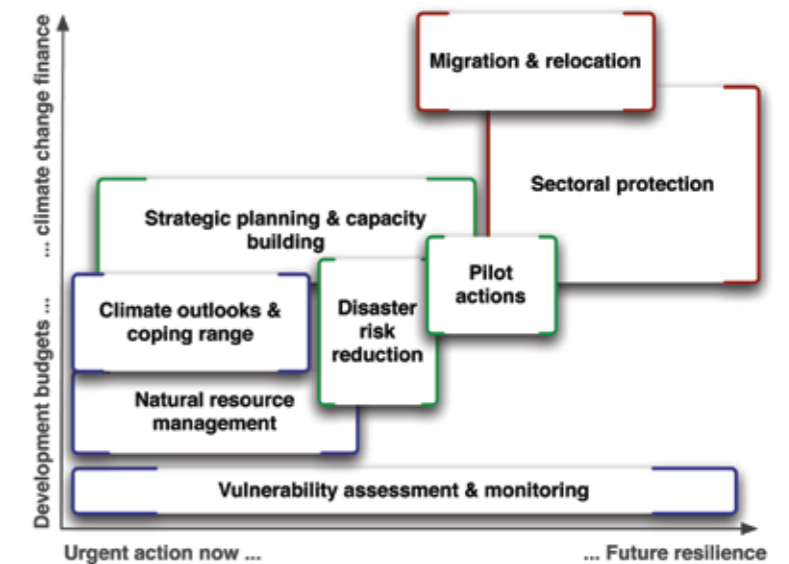 Migration & relocation
Sectoral protection
Strategic planning & capacity
building
Pilot
actions
Climate outlooks &
coping range
Disaster
risk
reduction
Natural resource
management
Vulnerability assessment & monitoring
Development budgets ... ... climate change finance
Urgent action now ... ... Future resilience